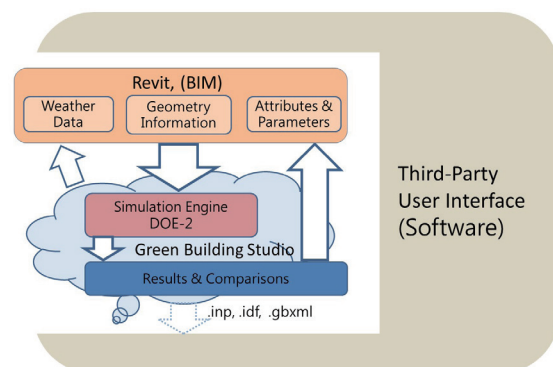 Revit, (BIM)
Weather
Data
Geometry
Information
Attributes &
Parameters
Simulation Engine
DOE-2
Green Building Studio
Results & Comparisons
.inp, .idf, .gbxml
Third-Party
User Interface
(Software)